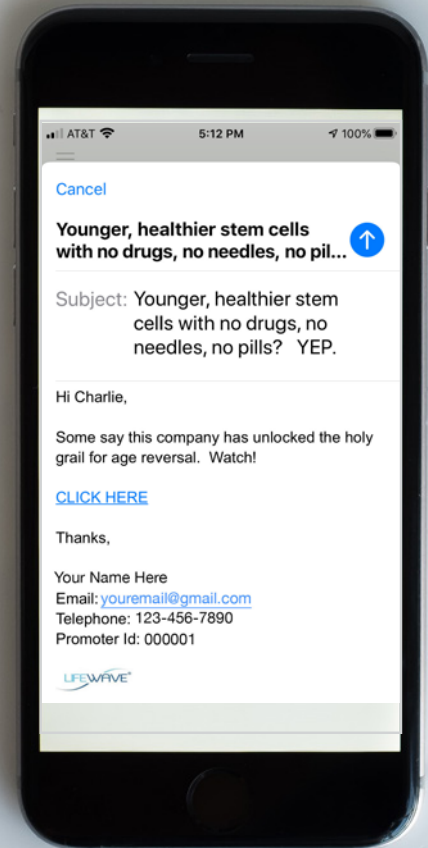 AT&T 5:12 PM 100%
Cancel
Younger, healthier stem cells
with no drugs, no needles, no pil...
Subject: Younger, healthier stem
cells with no drugs, no
needles, no pills? YEP.
Hi Charlie,
Some say this company has unlocked the holy
grail for age reversal. Watch!
CLICK HERE
Thanks,
Your Name Here
Email: youremail@gmail.com
Telephone: 123-456-7890
Promoter Id: 000001
LIFEWAVE®